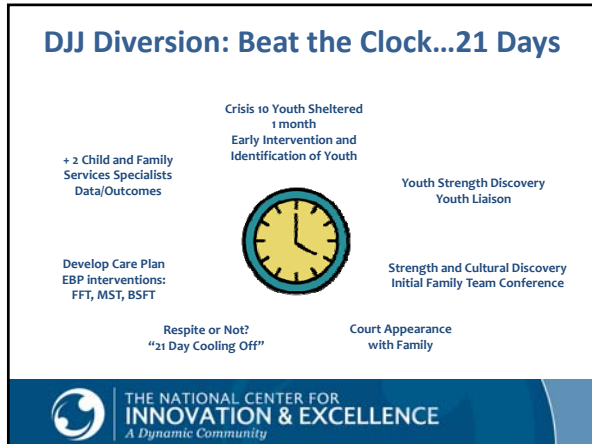 DJJ Diversion: Beat the Clock...21 Days
Crisis 10 Youth Sheltered
1 month
Early Intervention and
Identification of Youth
Youth Strength Discovery
Youth Liaison
Strength and Cultural Discovery
Initial Family Team Conference
Court Appearance
with Family
Respite or Not?
“21 Day Cooling Off”
Develop Care Plan
EBP interventions:
FFT, MST, BSFT
+ 2 Child and Family
Services Specialists
Data/Outcomes
THE NATIONAL CENTER FOR
INNOVATION & EXCELLENCE
A Dynamic Community